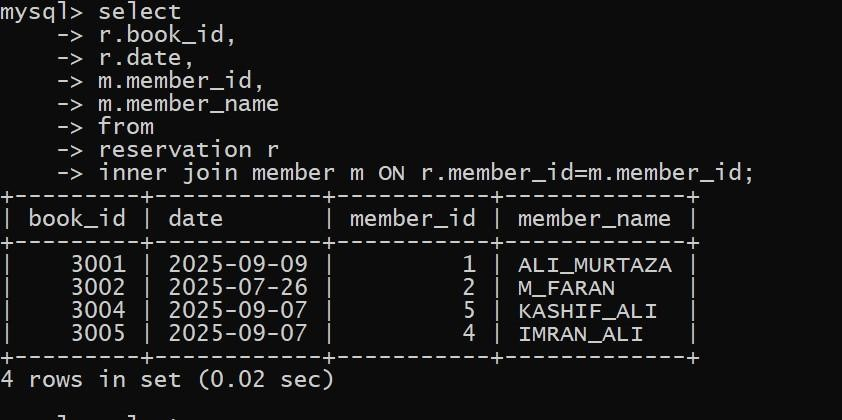 mysql> select
    -> r.book_id,
    -> r.date,
    -> m.member_id,
    -> m.member_name
    -> from
    -> reservation r
    -> inner join member m ON r.member_id=m.member_id;
+---------+------------+-----------+-------------+
| book_id | date       | member_id | member_name |
+---------+------------+-----------+-------------+
|    3001 | 2025-09-09 |         1 | ALI_MURTAZA |
|    3002 | 2025-07-26 |         2 | M_FARAN     |
|    3004 | 2025-09-07 |         5 | KASHIF_ALI  |
|    3005 | 2025-09-07 |         4 | IMRAN_ALI   |
+---------+------------+-----------+-------------+
4 rows in set (0.02 sec)